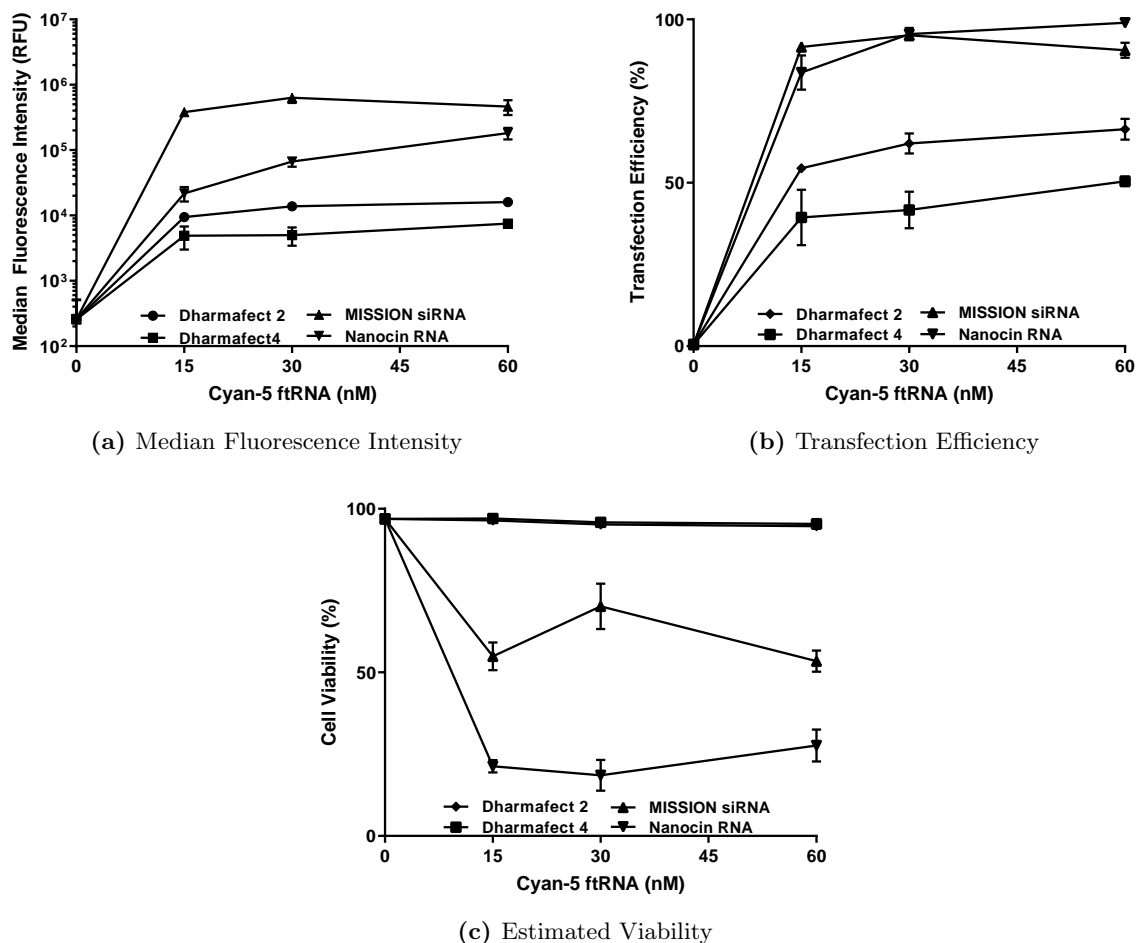 10⁷
10⁶
10⁵
10⁴
10³
10²
Median Fluorescence Intensity (RFU)
Dharmafect 2
Dharmafect4
MISSION siRNA
Nanocin RNA
0 15 30 45 60
Cyan-5 ftRNA (nM)
(a) Median Fluorescence Intensity
100
50
0
Transfection Efficiency (%)
Dharmafect 2
Dharmafect 4
MISSION siRNA
Nanocin RNA
0 15 30 45 60
Cyan-5 ftRNA (nM)
(b) Transfection Efficiency
100
50
0
Cell Viability (%)
Dharmafect 2
Dharmafect 4
MISSION siRNA
Nanocin RNA
0 15 30 45 60
Cyan-5 ftRNA (nM)
(c) Estimated Viability